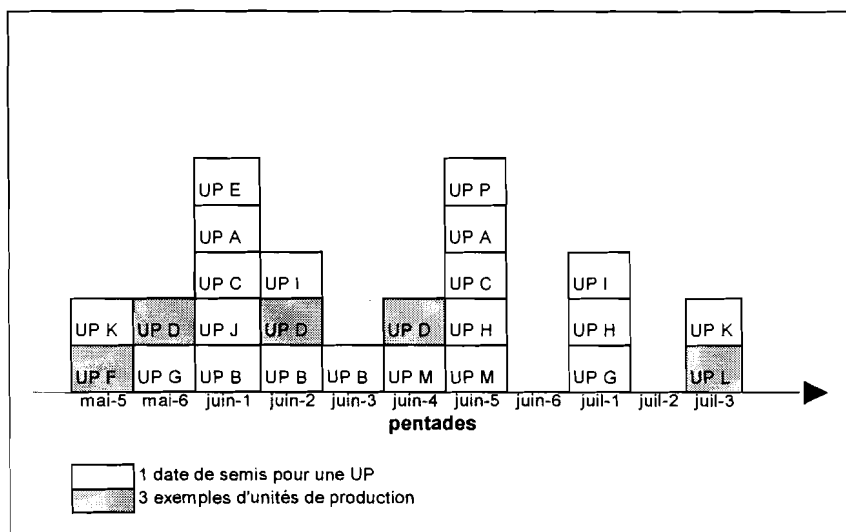 UP E UP P
UP A UP A
UP C UP I UP C UP I
UP K UP D UP J UP D UP D UP H UP H UP K
UP F UP G UP B UP B UP B UP M UP M UP G UP L
mai-5 mai-6 juin-1 juin-2 juin-3 juin-4 juin-5 juin-6 juil-1 juil-2 juil-3
pentades
1 date de semis pour une UP
3 exemples d'unités de production